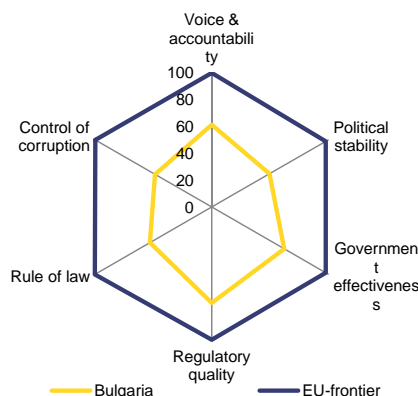 Voice &
accountabili
ty
100
80
60
40
20
0
Control of
corruption
Political
stability
Rule of law
Governmen
t
effectivenes
s
Regulatory
quality
Bulgaria
EU-frontier